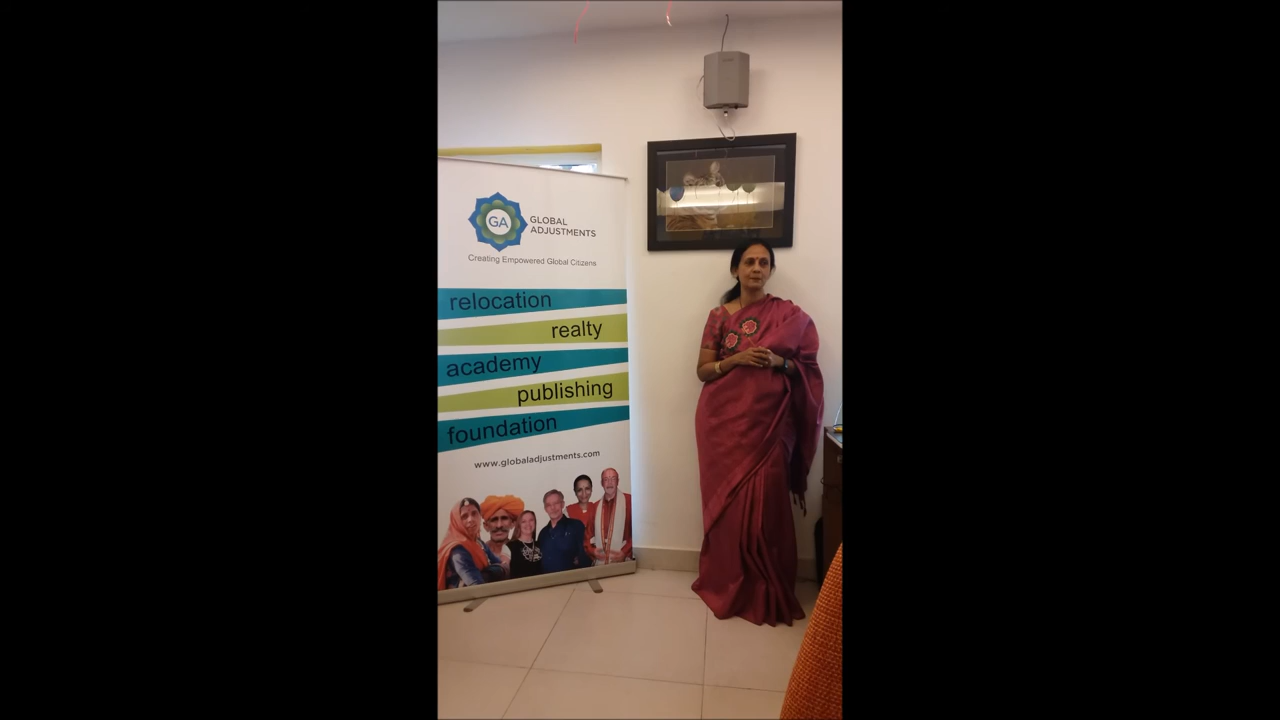 GA
GLOBAL
ADJUSTMENTS
Creating Empowered Global Citizens
relocation
realty
academy
publishing
foundation
www.globaladjustments.com